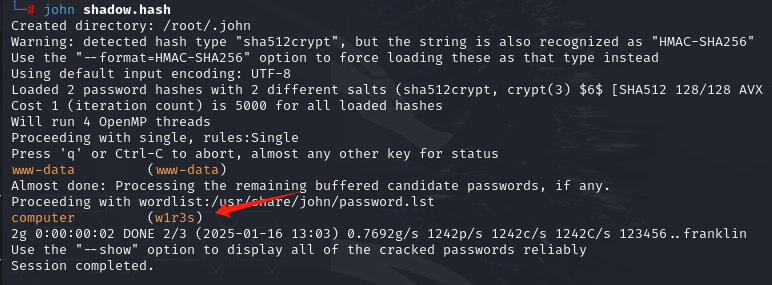 └─# john shadow.hash
Created directory: /root/.john
Warning: detected hash type "sha512crypt", but the string is also recognized as "HMAC-SHA256"
Use the "--format=HMAC-SHA256" option to force loading these as that type instead
Using default input encoding: UTF-8
Loaded 2 password hashes with 2 different salts (sha512crypt, crypt(3) $6$ [SHA512 128/128 AVX
Cost 1 (iteration count) is 5000 for all loaded hashes
Will run 4 OpenMP threads
Proceeding with single, rules:Single
Press 'q' or Ctrl-C to abort, almost any other key for status
www-data         (www-data)
Almost done: Processing the remaining buffered candidate passwords, if any.
Proceeding with wordlist:/usr/share/john/password.lst
computer         (w1r3s)
2g 0:00:00:02 DONE 2/3 (2025-01-16 13:03) 0.7692g/s 1242p/s 1242c/s 1242C/s 123456..franklin
Use the "--show" option to display all of the cracked passwords reliably
Session completed.